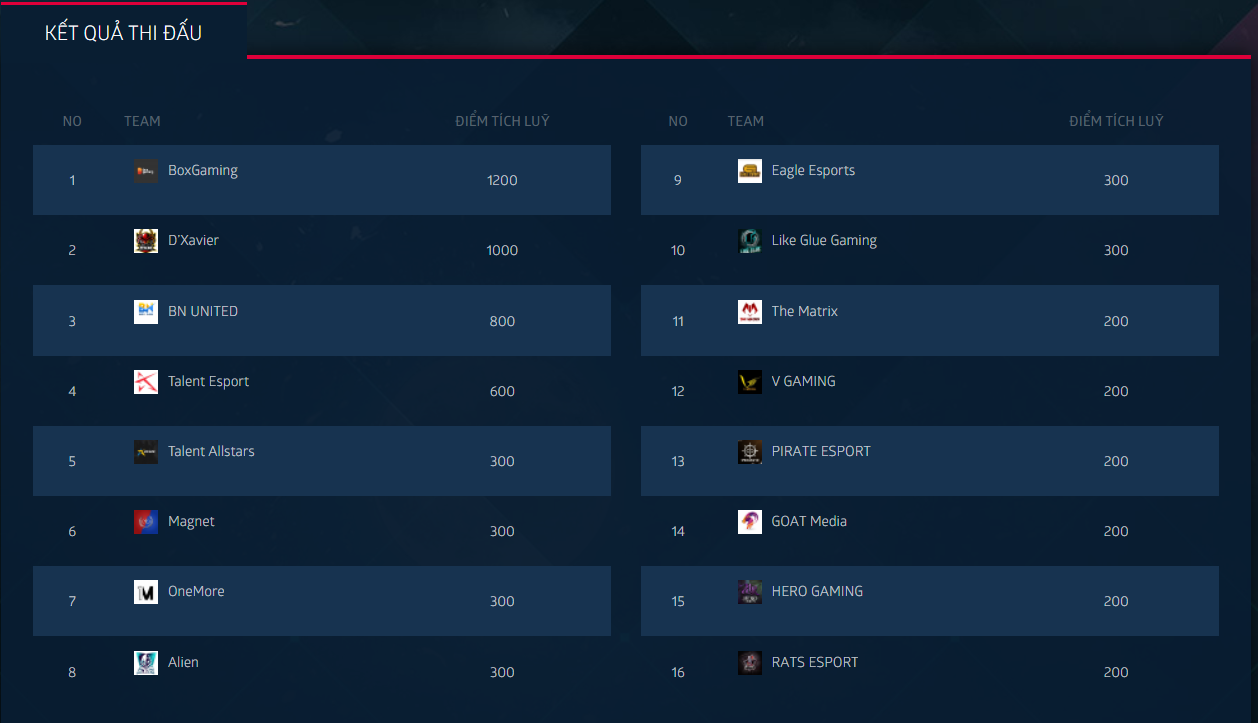 KẾT QUẢ THI ĐẤU
NO TEAM ĐIỂM TÍCH LUỸ
1 BoxGaming 1200
2 D'Xavier 1000
3 BN UNITED 800
4 Talent Esport 600
5 Talent Allstars 300
6 Magnet 300
7 OneMore 300
8 Alien 300
NO TEAM ĐIỂM TÍCH LUỸ
9 Eagle Esports 300
10 Like Glue Gaming 300
11 The Matrix 200
12 V GAMING 200
13 PIRATE ESPORT 200
14 GOAT Media 200
15 HERO GAMING 200
16 RATS ESPORT 200